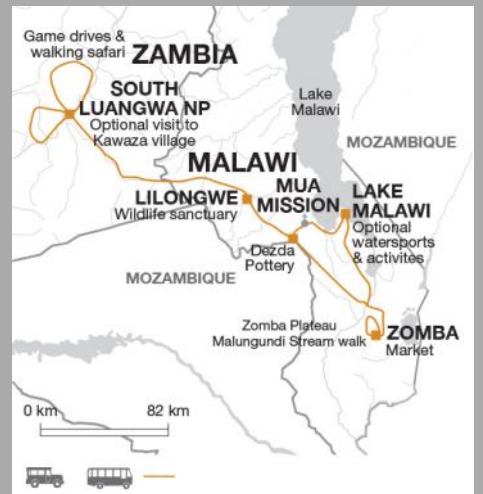 Game drives &
walking safari
ZAMBIA
SOUTH
LUANGWA NP
Optional visit to
Kawaza village
Lake
Malawi
MOZAMBIQUE
MALAWI
LILONGWE
Wildlife sanctuary
MUA
MISSION
LAKE
MALAWI
Optional
watersports
& activites
Dezda
Pottery
MOZAMBIQUE
Zomba Plateau
Malungundi Stream walk
ZOMBA
Market
0 km
82 km